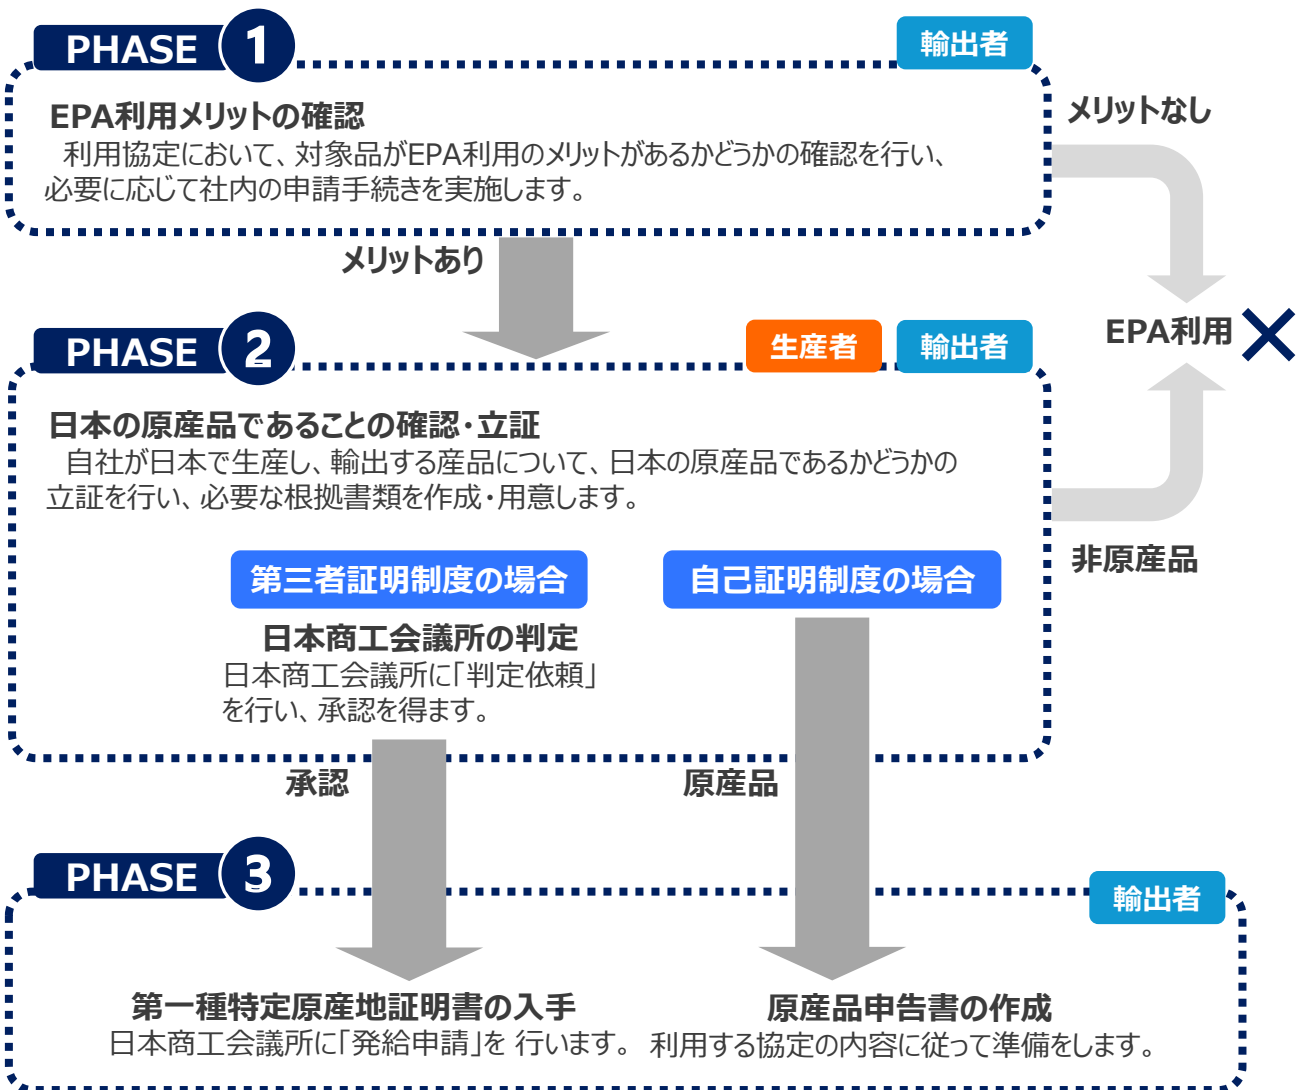 PHASE 1
輸出者
EPA利用メリットの確認
利用協定において、対象品がEPA利用のメリットがあるかどうかの確認を行い、
必要に応じて社内の申請手続きを実施します。
メリットなし
メリットあり
EPA利用
PHASE 2
生産者
輸出者
日本の原産品であることの確認・立証
自社が日本で生産し、輸出する産品について、日本の原産品であるかどうかの
立証を行い、必要な根拠書類を作成・用意します。
非原産品
第三者証明制度の場合
日本商工会議所の判定
日本商工会議所に「判定依頼」
を行い、承認を得ます。
自己証明制度の場合
承認
原産品
PHASE 3
輸出者
第一種特定原産地証明書の入手
日本商工会議所に「発給申請」を 行います。
原産品申告書の作成
利用する協定の内容に従って準備をします。